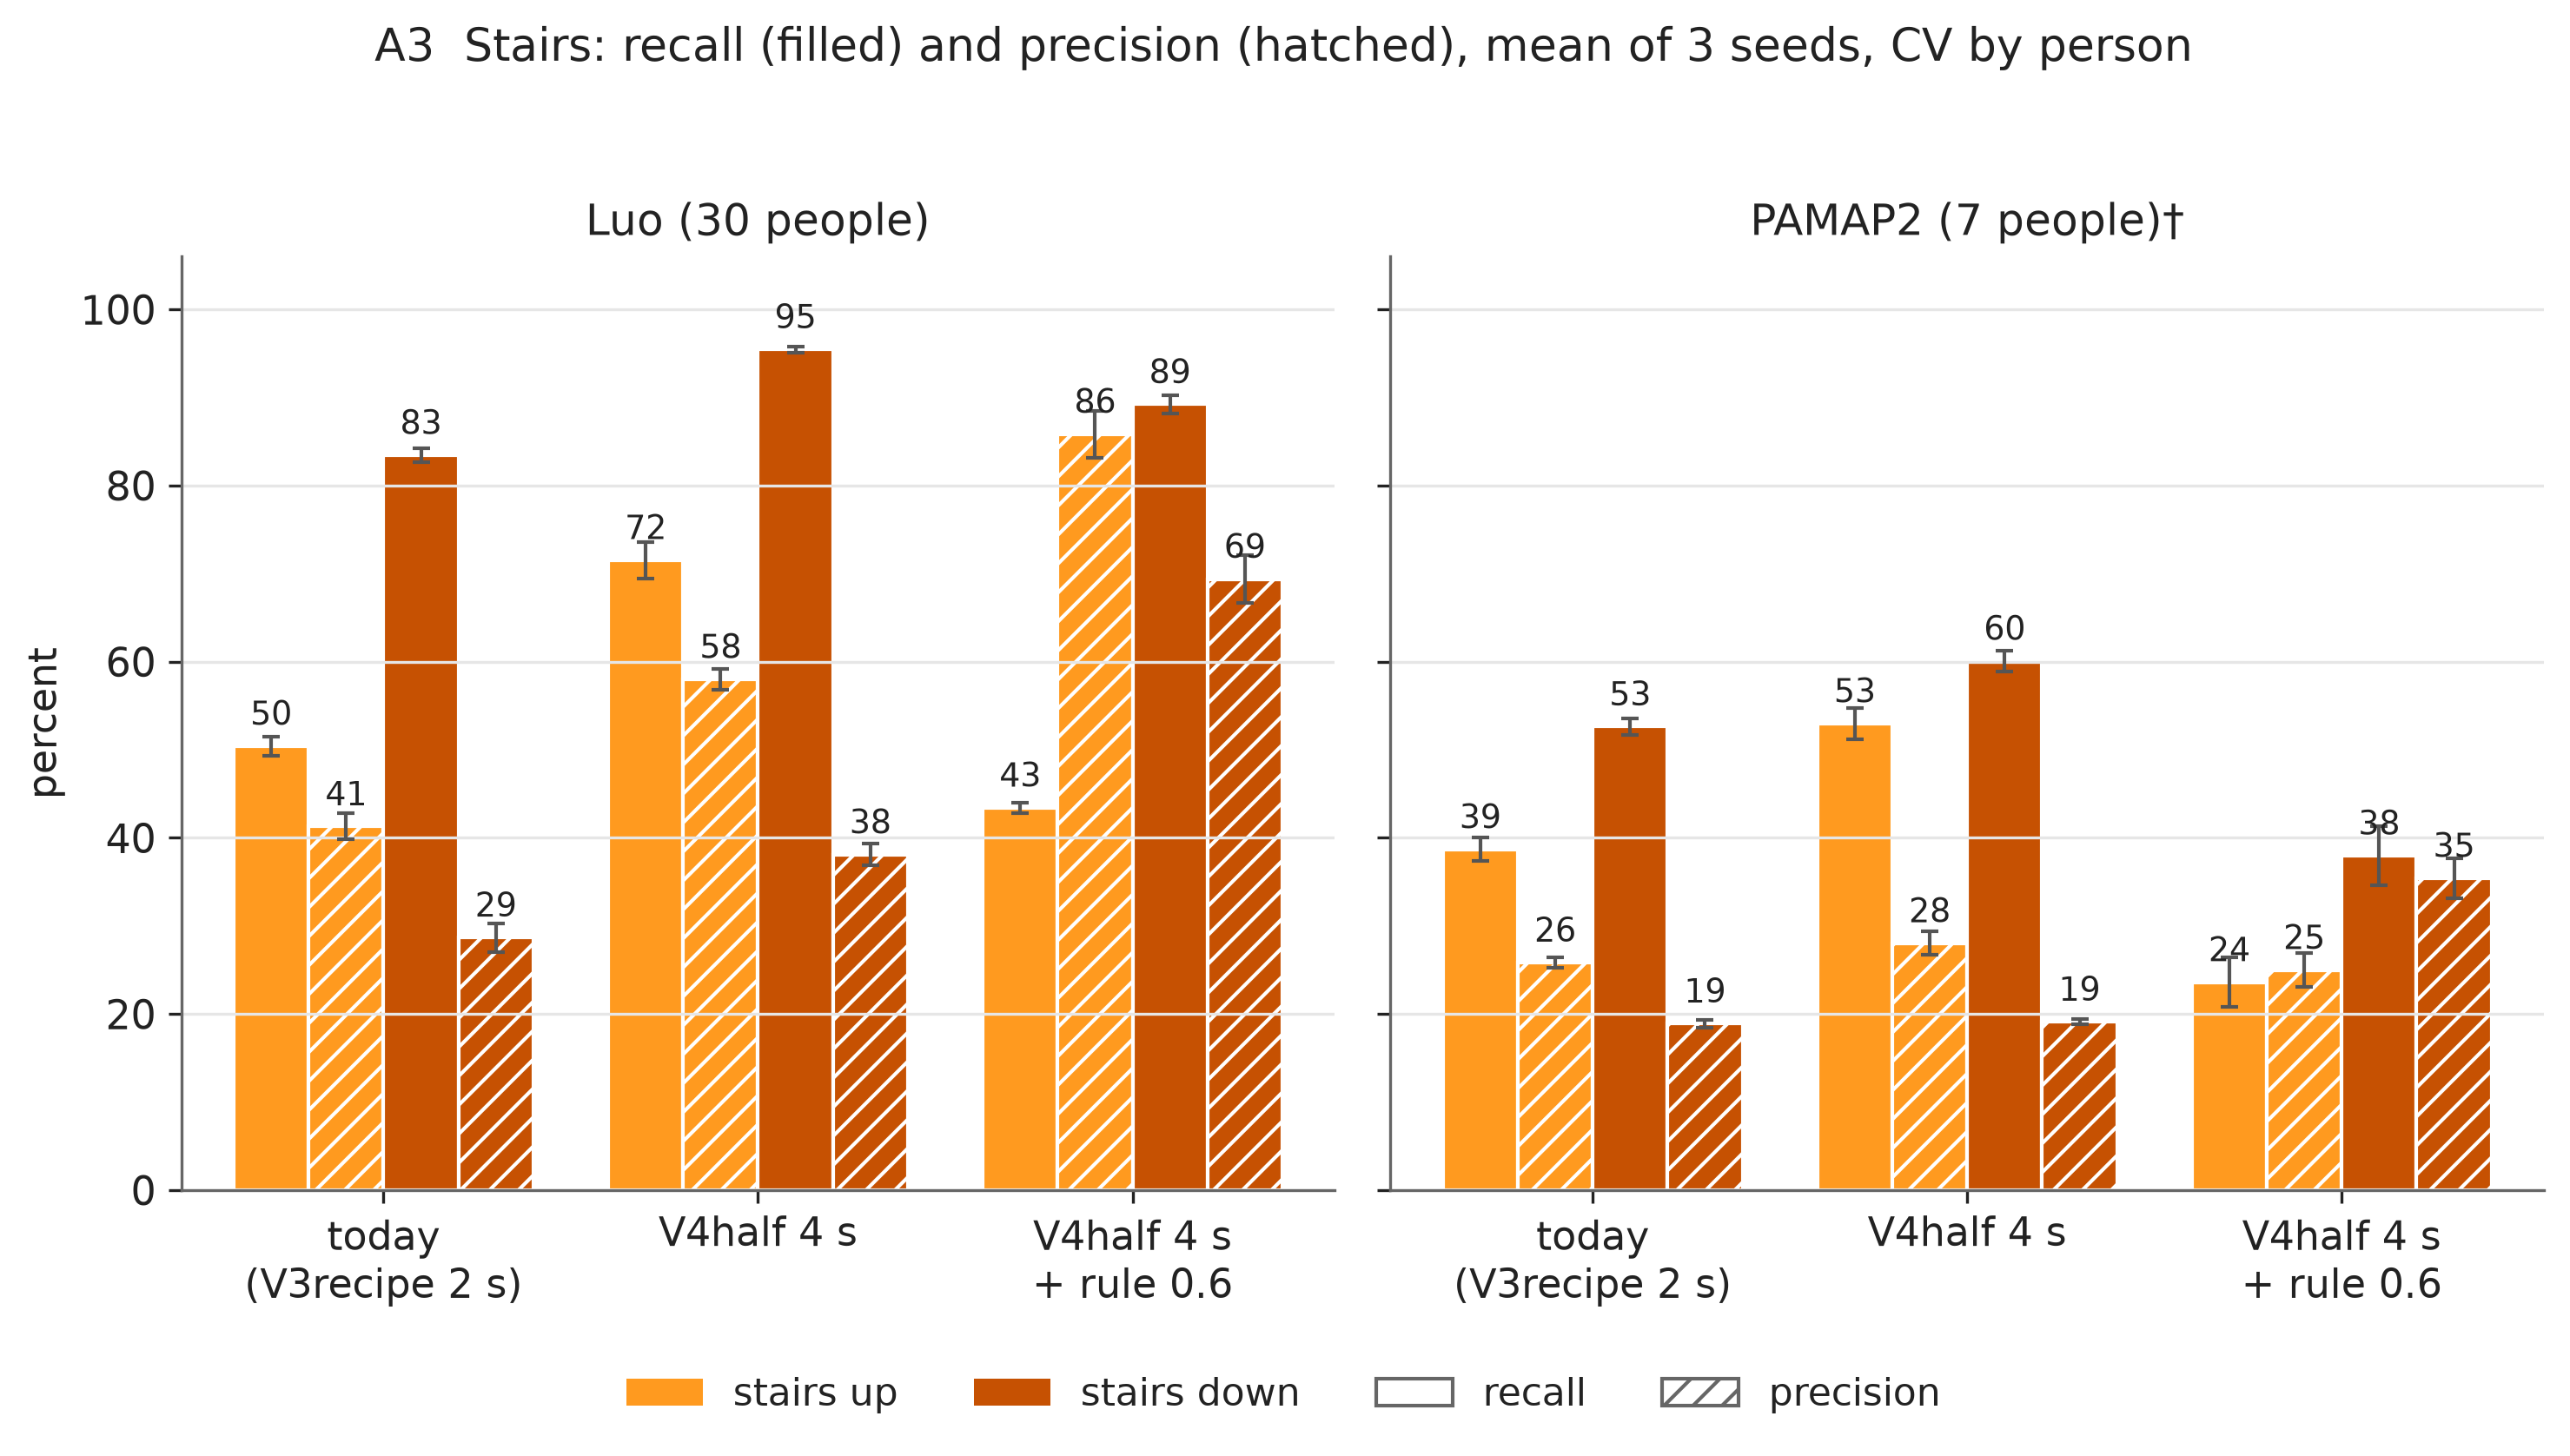 A3  Stairs: recall (filled) and precision (hatched), mean of 3 seeds, CV by person
Luo (30 people)
PAMAP2 (7 people)†
percent
100
80
60
40
20
0
50
41
83
29
72
58
95
38
43
86
89
69
39
26
53
19
53
28
60
19
24
25
38
35
today
(V3recipe 2 s)
V4half 4 s
V4half 4 s
+ rule 0.6
today
(V3recipe 2 s)
V4half 4 s
V4half 4 s
+ rule 0.6
stairs up
stairs down
recall
precision